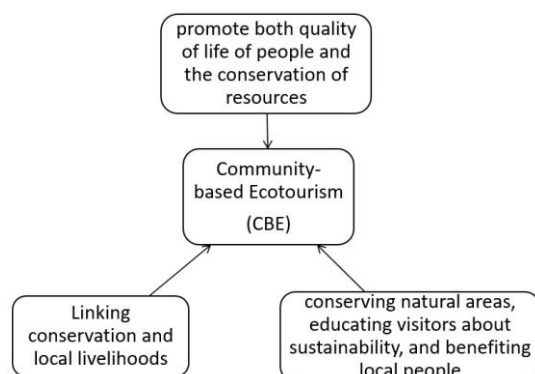 promote both quality
of life of people and
the conservation of
resources
Community-
based Ecotourism
(CBE)
Linking
conservation and
local livelihoods
conserving natural areas,
educating visitors about
sustainability, and benefiting
local people